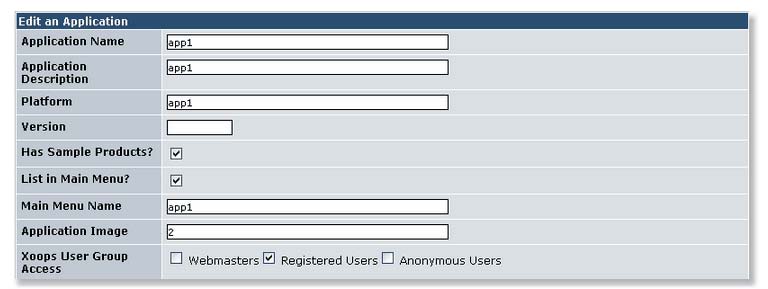 Edit an Application
Application Name app1
Application app1
Description
Platform app1
Version
Has Sample Products?
List in Main Menu?
Main Menu Name app1
Application Image 2
Xoops User Group Webmasters Registered Users Anonymous Users
Access